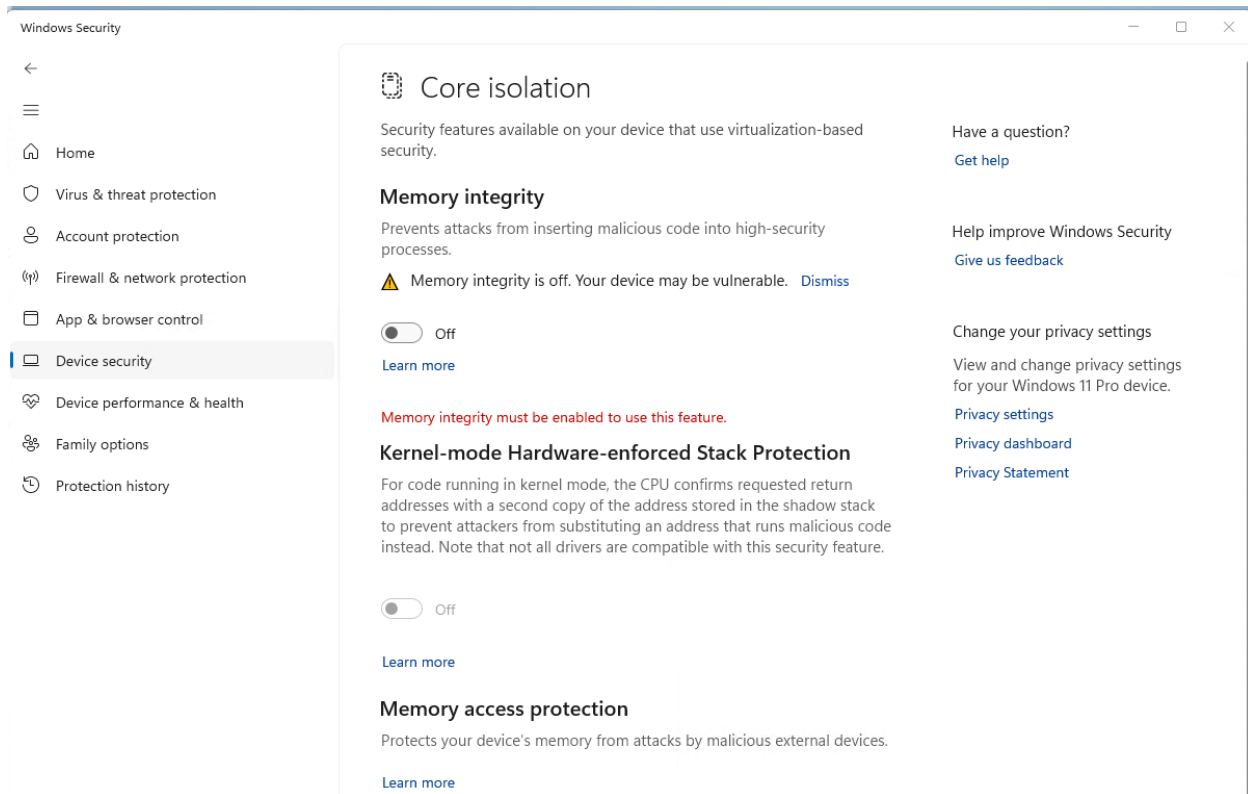 Windows Security
Home
Virus & threat protection
Account protection
Firewall & network protection
App & browser control
Device security
Device performance & health
Family options
Protection history
Core isolation
Security features available on your device that use virtualization-based
security.
Memory integrity
Prevents attacks from inserting malicious code into high-security
processes.
Memory integrity is off. Your device may be vulnerable. Dismiss
Off
Learn more
Memory integrity must be enabled to use this feature.
Kernel-mode Hardware-enforced Stack Protection
For code running in kernel mode, the CPU confirms requested return
addresses with a second copy of the address stored in the shadow stack
to prevent attackers from substituting an address that runs malicious code
instead. Note that not all drivers are compatible with this security feature.
Off
Learn more
Memory access protection
Protects your device's memory from attacks by malicious external devices.
Learn more
Have a question?
Get help
Help improve Windows Security
Give us feedback
Change your privacy settings
View and change privacy settings
for your Windows 11 Pro device.
Privacy settings
Privacy dashboard
Privacy Statement